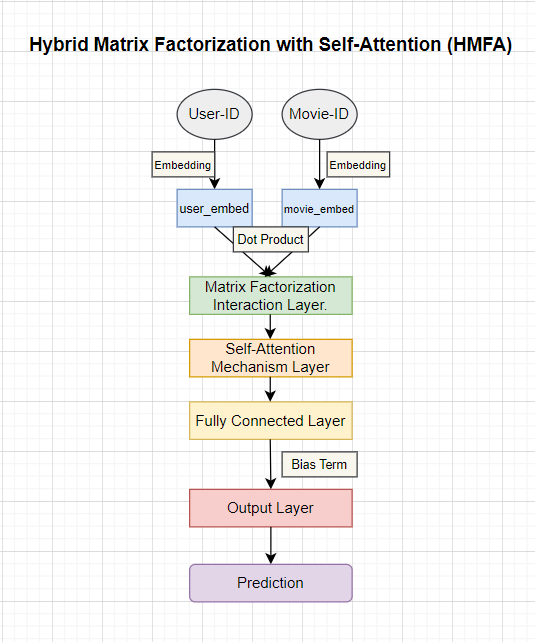 Hybrid Matrix Factorization with Self-Attention (HMFA)
User-ID
Movie-ID
Embedding
Embedding
user_embed
movie_embed
Dot Product
Matrix Factorization
Interaction Layer.
Self-Attention
Mechanism Layer
Fully Connected Layer
Bias Term
Output Layer
Prediction